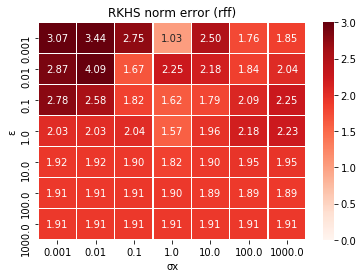 RKHS norm error (rff)
3.07 3.44 2.75 1.03 2.50 1.76 1.85
2.87 4.09 1.67 2.25 2.18 1.84 2.04
2.78 2.58 1.82 1.62 1.79 2.09 2.25
2.03 2.03 2.04 1.57 1.96 2.18 2.23
1.92 1.92 1.90 1.82 1.90 1.95 1.95
1.91 1.91 1.91 1.90 1.89 1.89 1.89
1.91 1.91 1.91 1.91 1.91 1.91 1.91
0.001
0.01
0.1
1.0
10.0
100.0
1000.0
ε
0.001 0.01 0.1 1.0 10.0 100.0 1000.0
σx
3.0
2.5
2.0
1.5
1.0
0.5
0.0